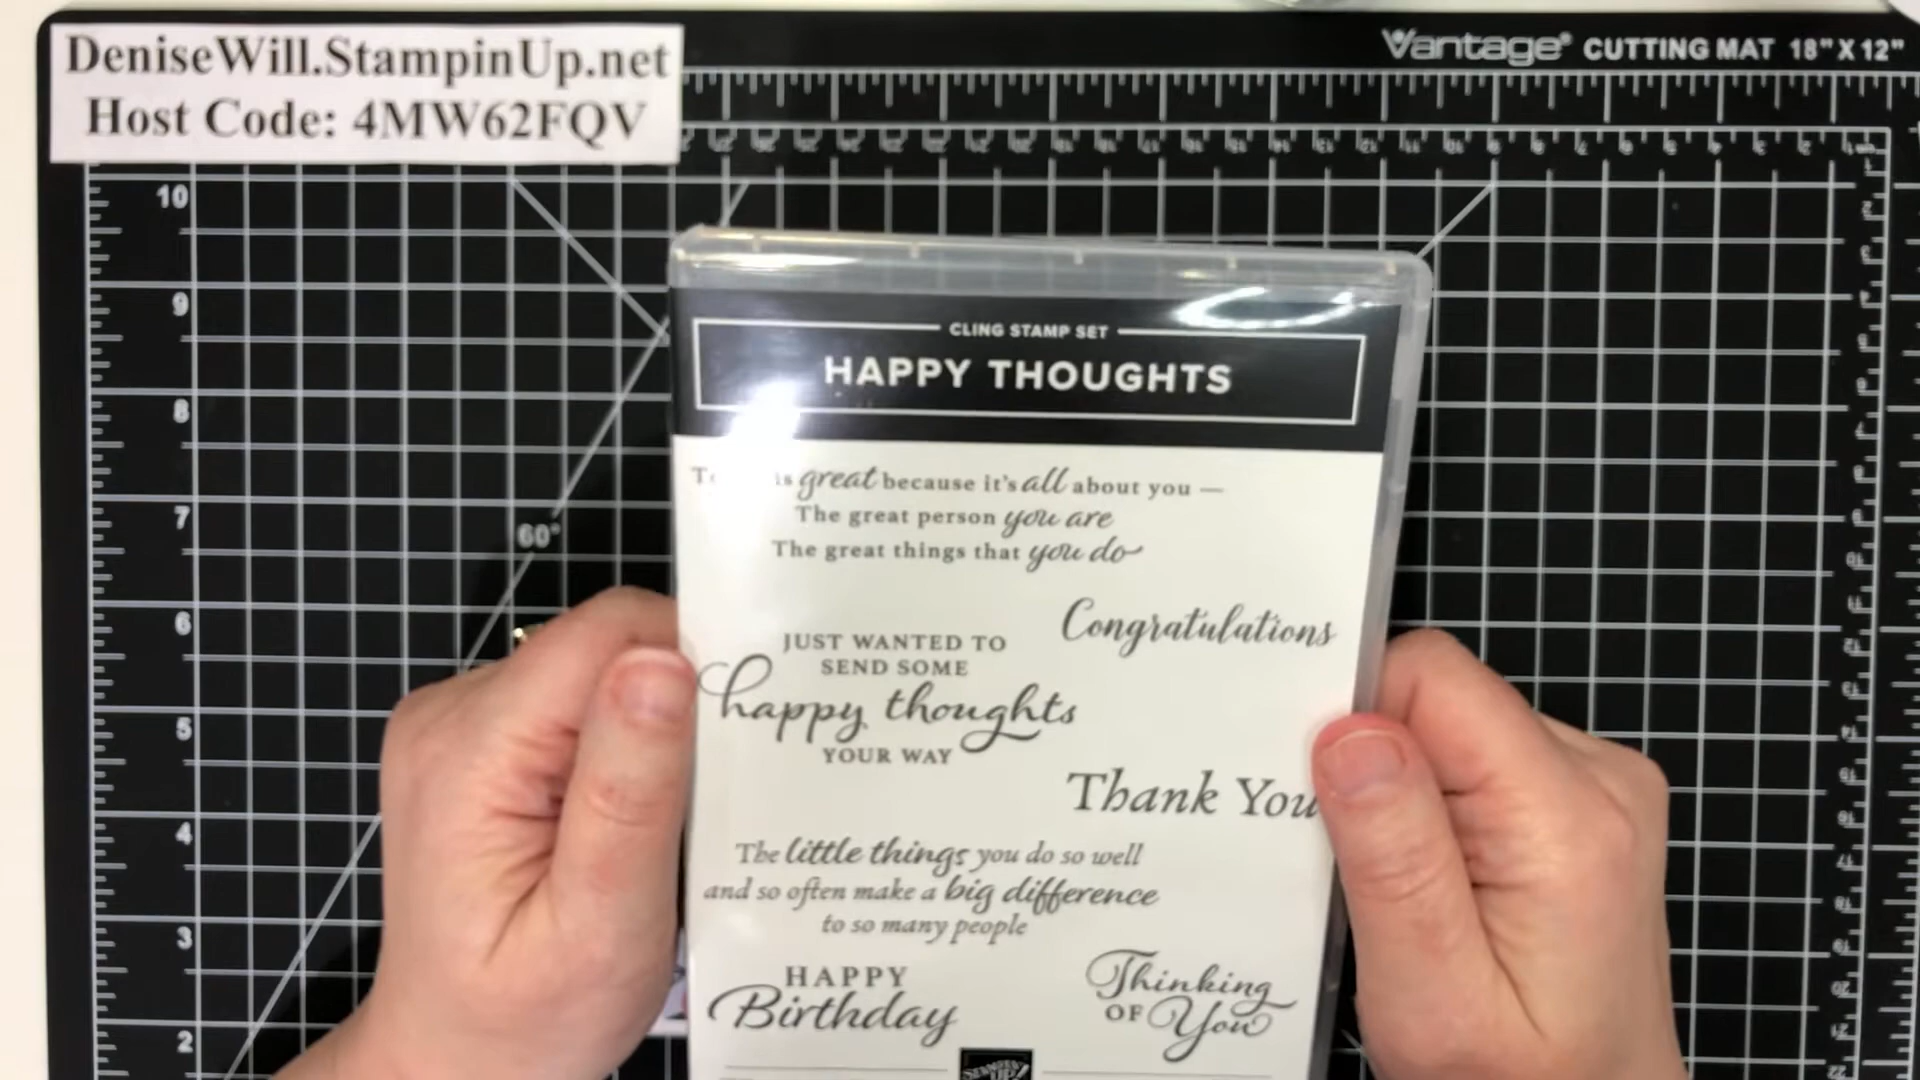 DeniseWill.StampinUp.net
Host Code: 4MW62FQV
Vantage® CUTTING MAT 18" X 12"
10
9
8
7
60°
6
5
4
3
2
CLING STAMP SET
HAPPY THOUGHTS
is great because it's all about you —
The great person you are
The great things that you do
Congratulations
JUST WANTED TO
SEND SOME
happy thoughts
YOUR WAY
Thank You
The little things you do so well
and so often make a big difference
to so many people
HAPPY
Birthday
Thinking
OF You
STAMPIN'
UP!